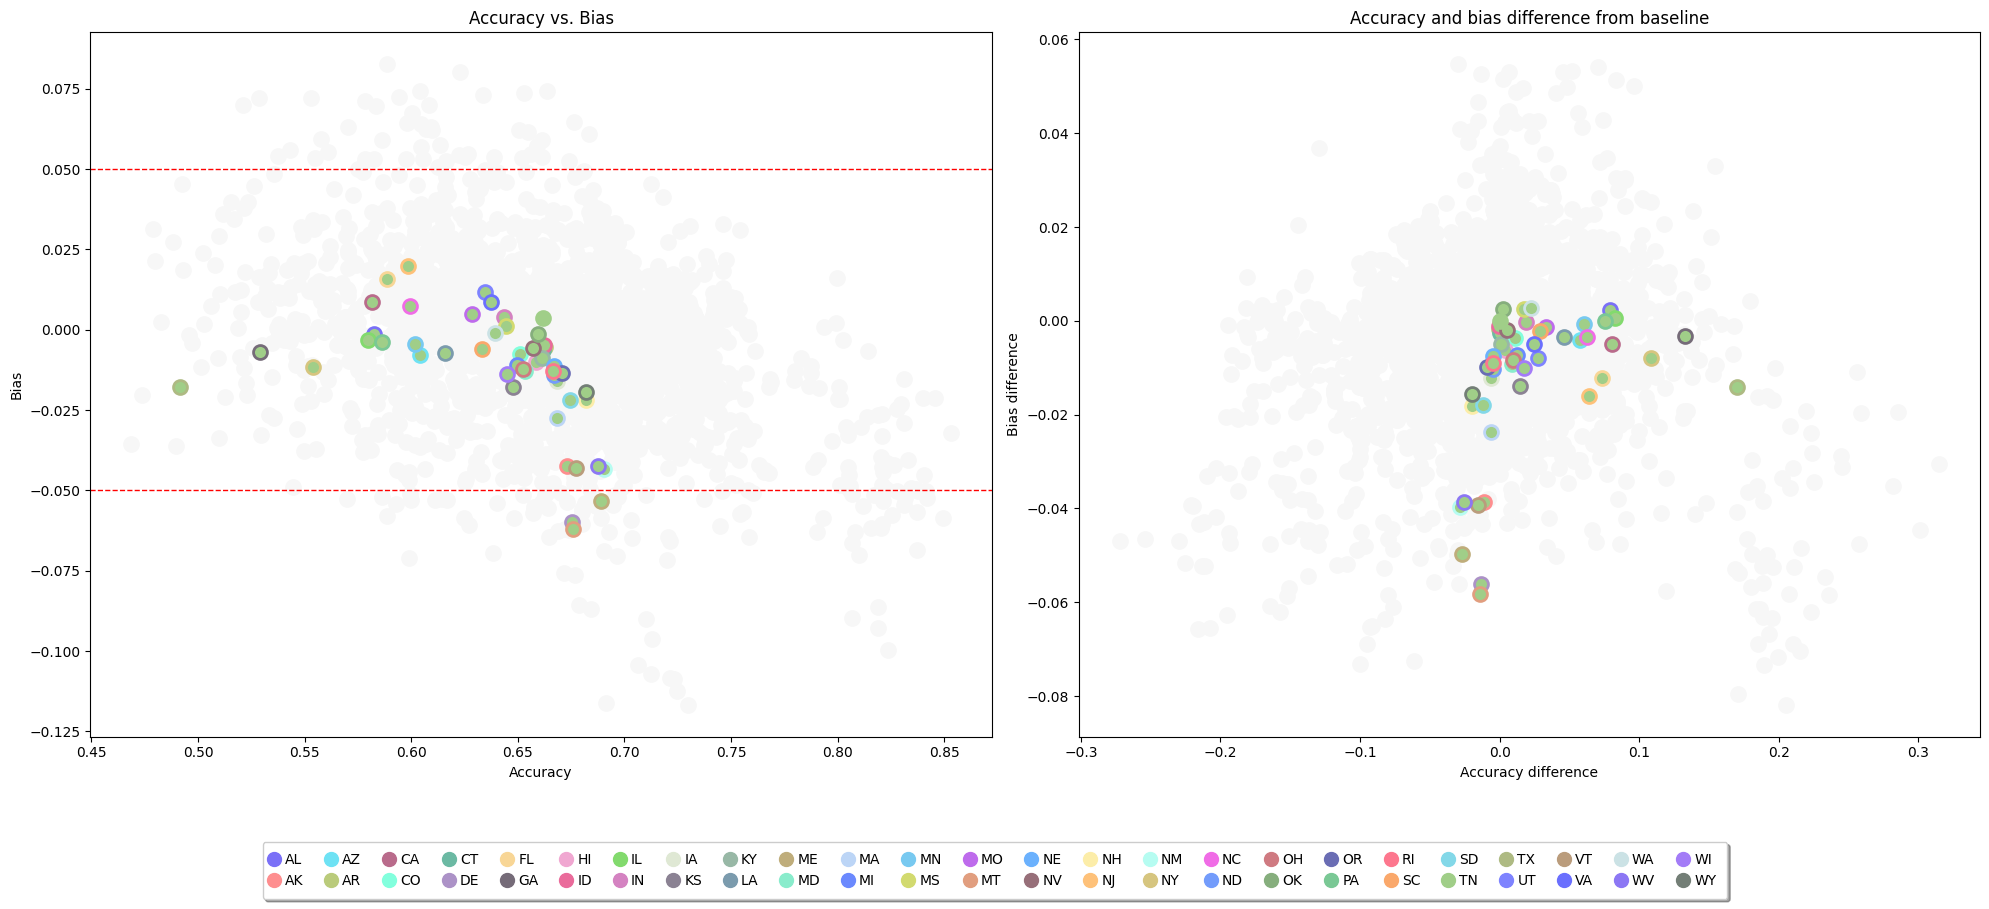 Accuracy vs. Bias
Accuracy and bias difference from baseline
0.075
0.050
0.025
0.000
−0.025
−0.050
−0.075
−0.100
−0.125
Bias
0.45 0.50 0.55 0.60 0.65 0.70 0.75 0.80 0.85
Accuracy
0.06
0.04
0.02
0.00
−0.02
−0.04
−0.06
−0.08
Bias difference
−0.3 −0.2 −0.1 0.0 0.1 0.2 0.3
Accuracy difference
AL AZ CA CT FL HI IL IA KY ME MA MN MO NE NH NM NC OH OR RI SD TX VT WA WI
AK AR CO DE GA ID IN KS LA MD MI MS MT NV NJ NY ND OK PA SC TN UT VA WV WY